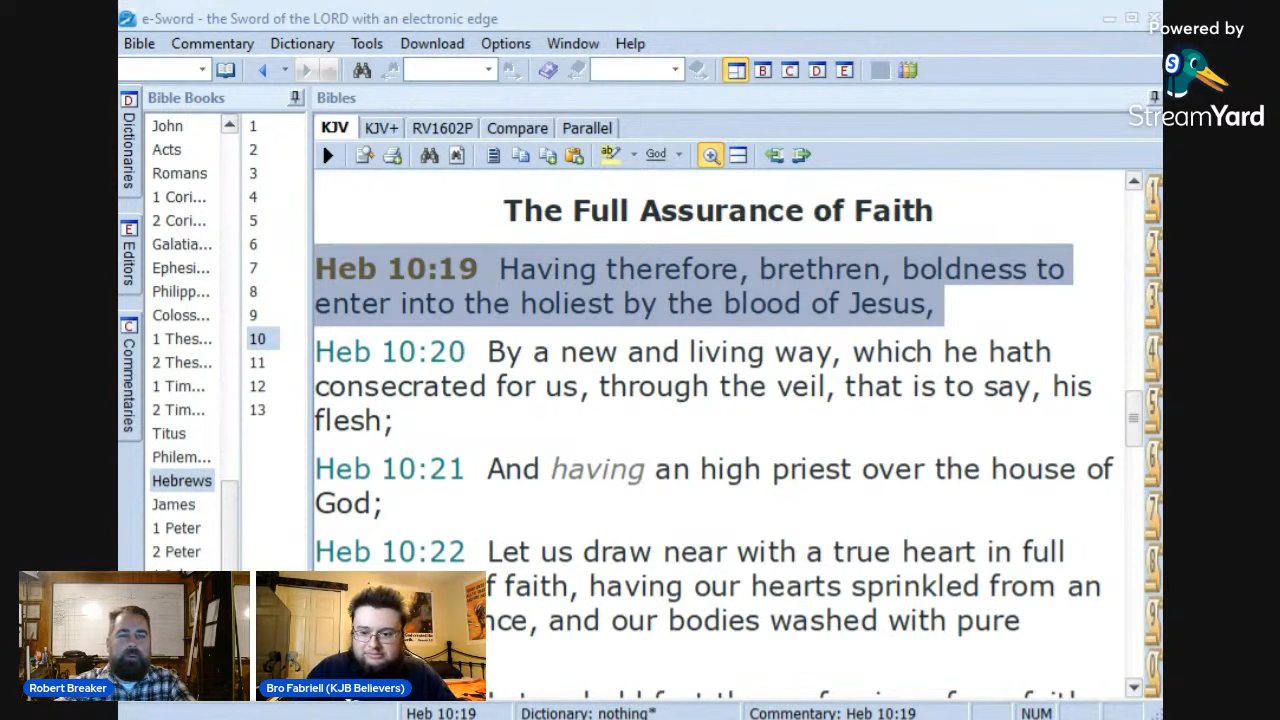 e-Sword - the Sword of the LORD with an electronic edge
Powered by
StreamYard
Bible Commentary Dictionary Tools Download Options Window Help
B C D E
Dictionaries
Editors
Commentaries
Bible Books
John
Acts
Romans
1 Cori...
2 Cori...
Galatia...
Ephesi...
Philipp...
Coloss...
1 Thes...
2 Thes...
1 Tim...
2 Tim...
Titus
Philem...
Hebrews
James
1 Peter
2 Peter
1
2
3
4
5
6
7
8
9
10
11
12
13
Bibles
KJV KJV+ RV1602P Compare Parallel
God
The Full Assurance of Faith
Heb 10:19 Having therefore, brethren, boldness to
enter into the holiest by the blood of Jesus,
Heb 10:20 By a new and living way, which he hath
consecrated for us, through the veil, that is to say, his
flesh;
Heb 10:21 And having an high priest over the house of
God;
Heb 10:22 Let us draw near with a true heart in full
f faith, having our hearts sprinkled from an
nce, and our bodies washed with pure
Robert Breaker
Bro Fabriell (KJB Believers)
Heb 10:19 Dictionary: nothing* Commentary: Heb 10:19 NUM